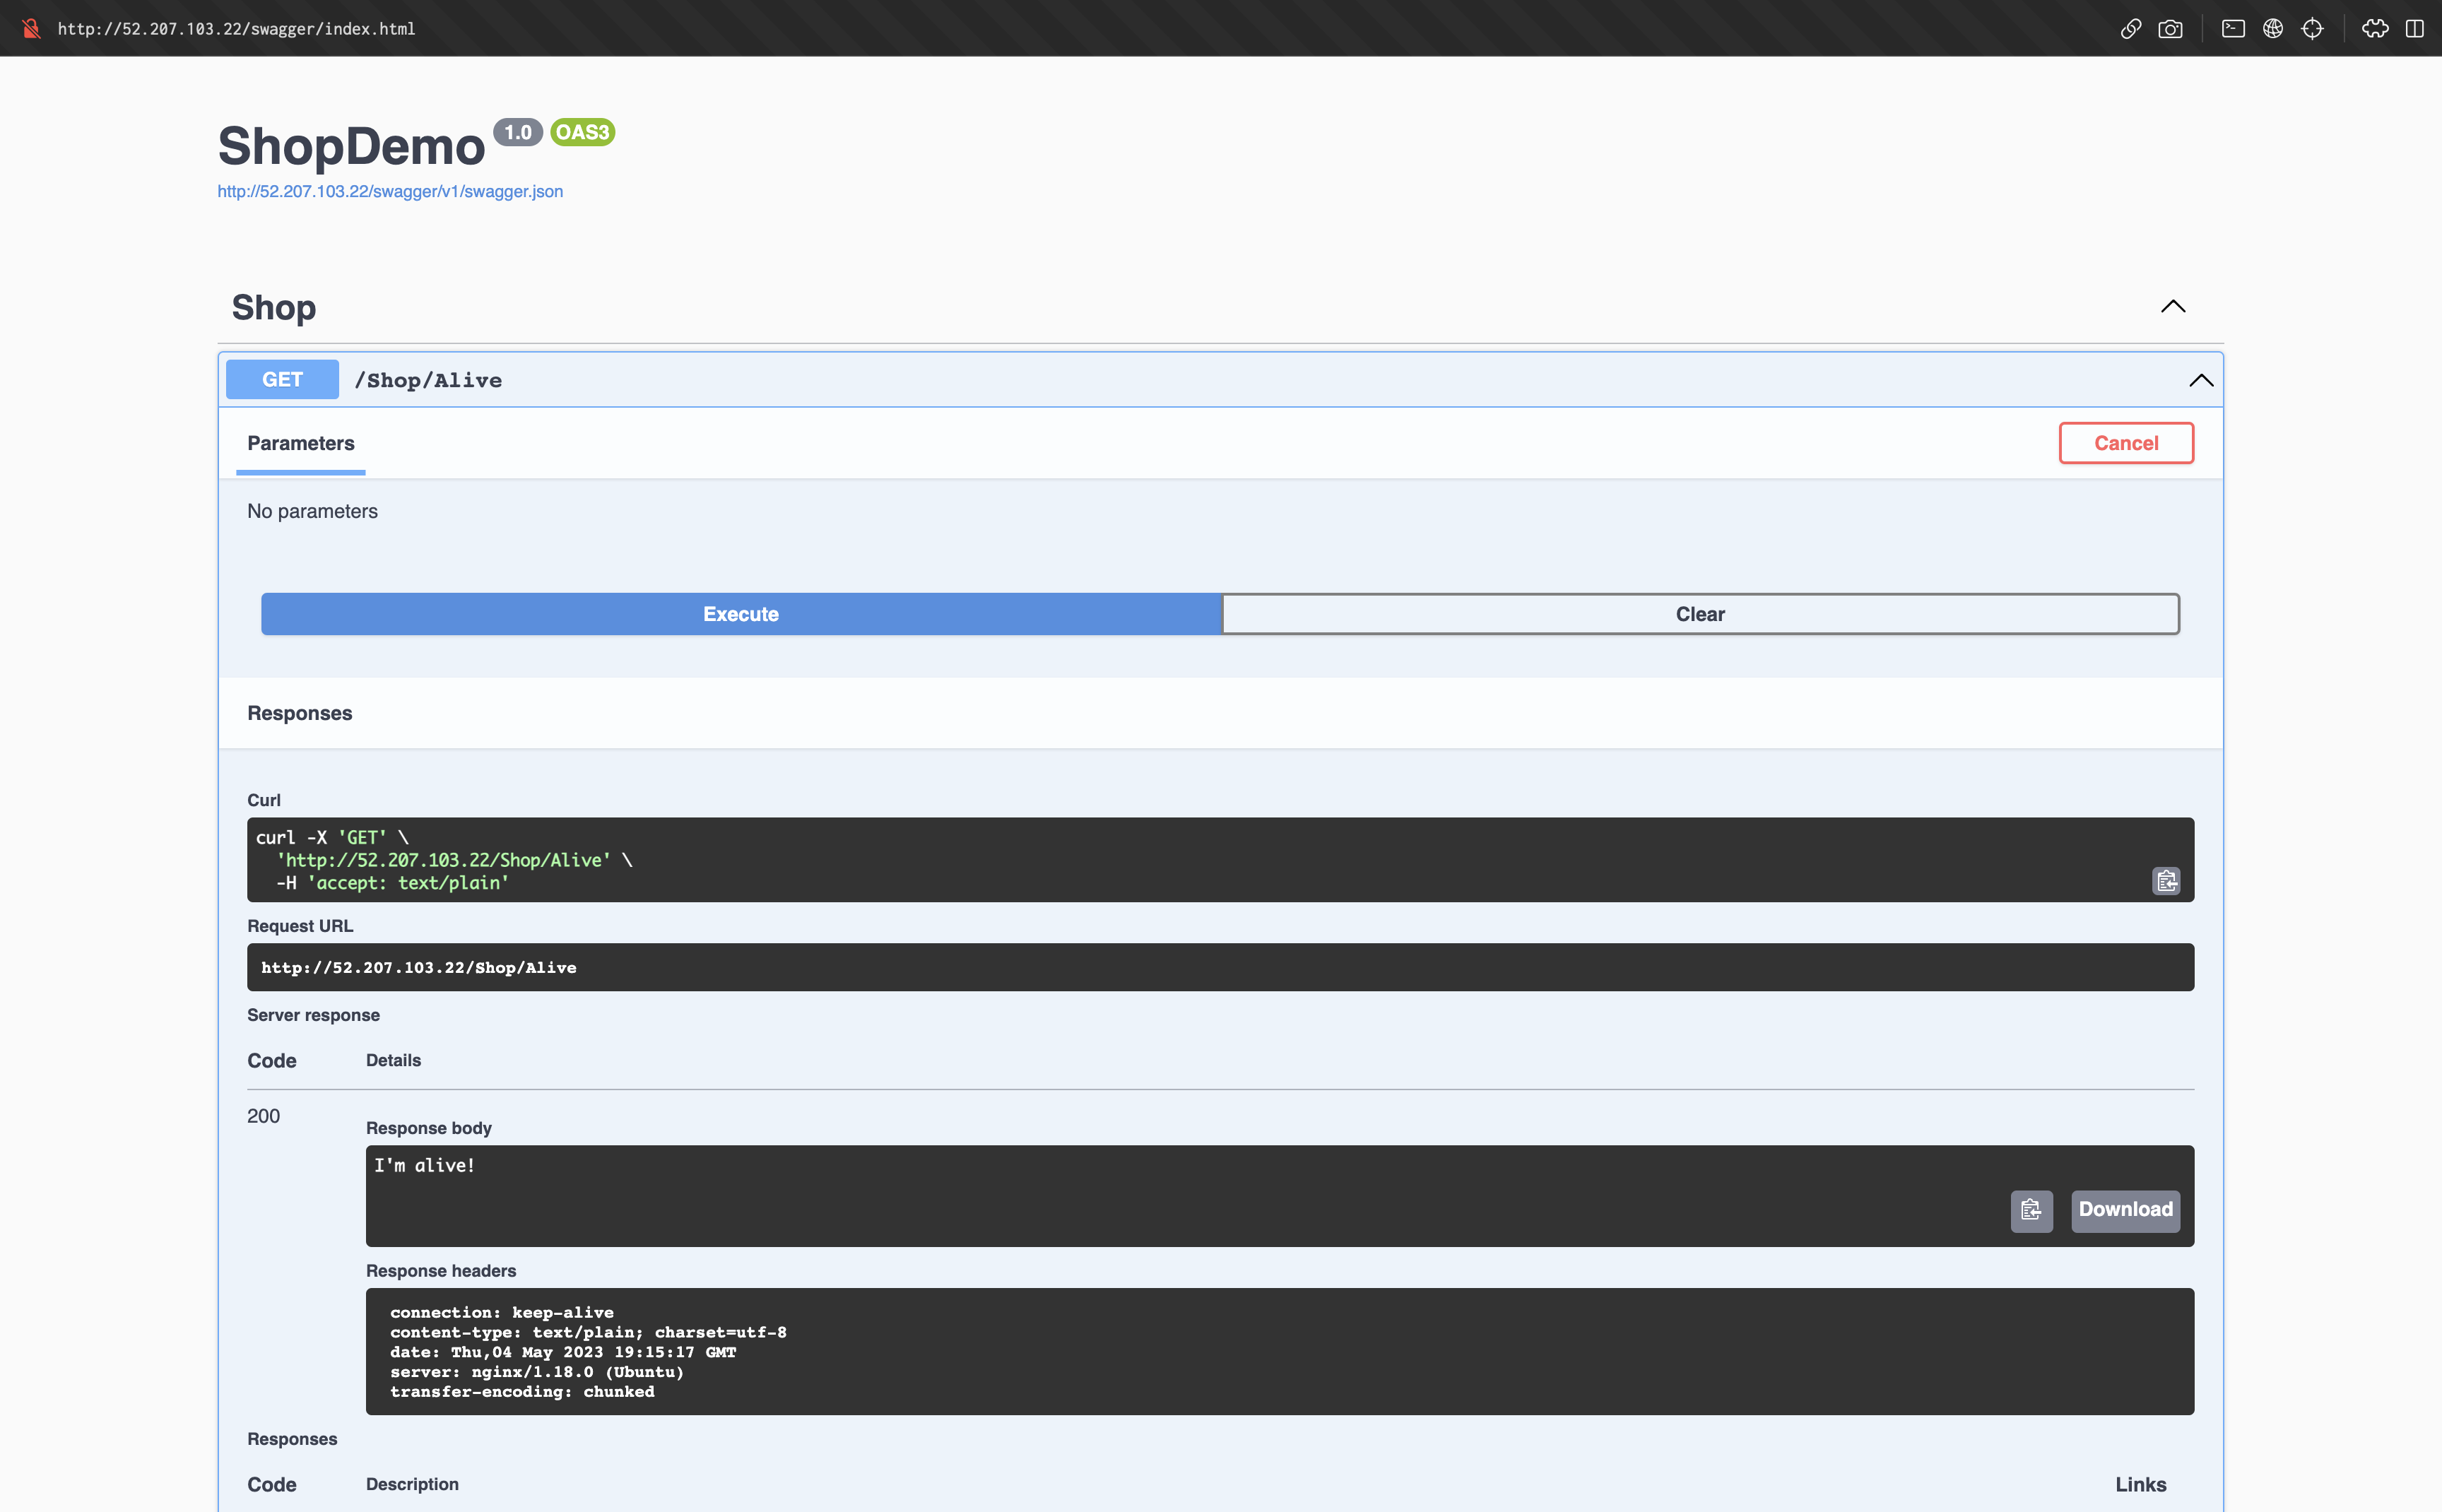 http://52.207.103.22/swagger/index.html
ShopDemo 1.0 OAS3
http://52.207.103.22/swagger/v1/swagger.json
Shop
GET /Shop/Alive
Parameters
Cancel
No parameters
Execute
Clear
Responses
Curl
curl -X 'GET' \
'http://52.207.103.22/Shop/Alive' \
-H 'accept: text/plain'
Request URL
http://52.207.103.22/Shop/Alive
Server response
Code Details
200
Response body
I'm alive!
Download
Response headers
connection: keep-alive
content-type: text/plain; charset=utf-8
date: Thu,04 May 2023 19:15:17 GMT
server: nginx/1.18.0 (Ubuntu)
transfer-encoding: chunked
Responses
Code Description Links